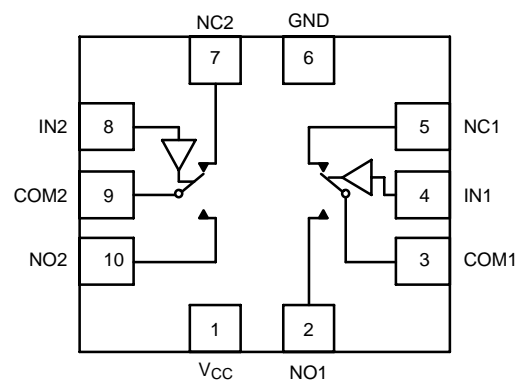 NC2 GND
7 6
IN2 8 5 NC1
COM2 9 4 IN1
NO2 10 3 COM1
1 2
VCC NO1